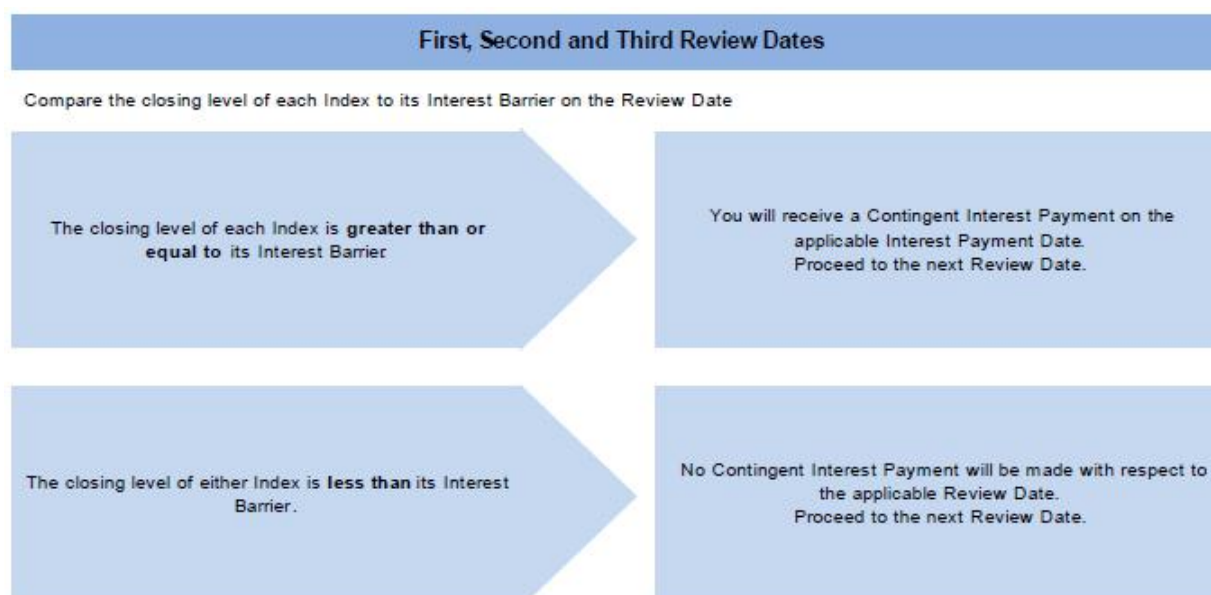 First, Second and Third Review Dates
Compare the closing level of each Index to its Interest Barrier on the Review Date
The closing level of each Index is greater than or
equal to its Interest Barrier.
You will receive a Contingent Interest Payment on the
applicable Interest Payment Date.
Proceed to the next Review Date.
The closing level of either Index is less than its Interest
Barrier.
No Contingent Interest Payment will be made with respect to
the applicable Review Date.
Proceed to the next Review Date.